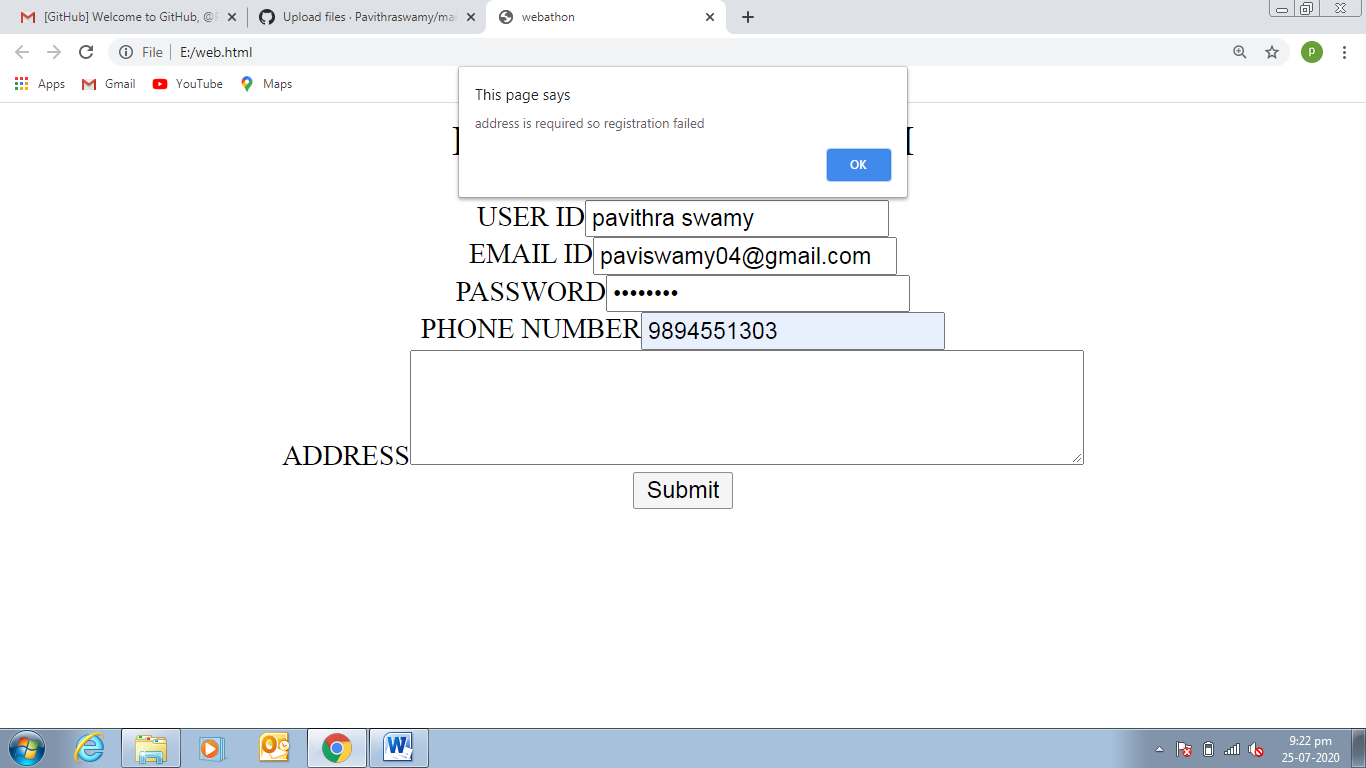 [GitHub] Welcome to GitHub, @
Upload files · Pavithraswamy/ma
webathon
File
E:/web.html
p
Apps
Gmail
YouTube
Maps
This page says
address is required so registration failed
OK
USER ID pavithra swamy
EMAIL ID paviswamy04@gmail.com
PASSWORD ••••••••
PHONE NUMBER 9894551303
ADDRESS
Submit
9:22 pm
25-07-2020